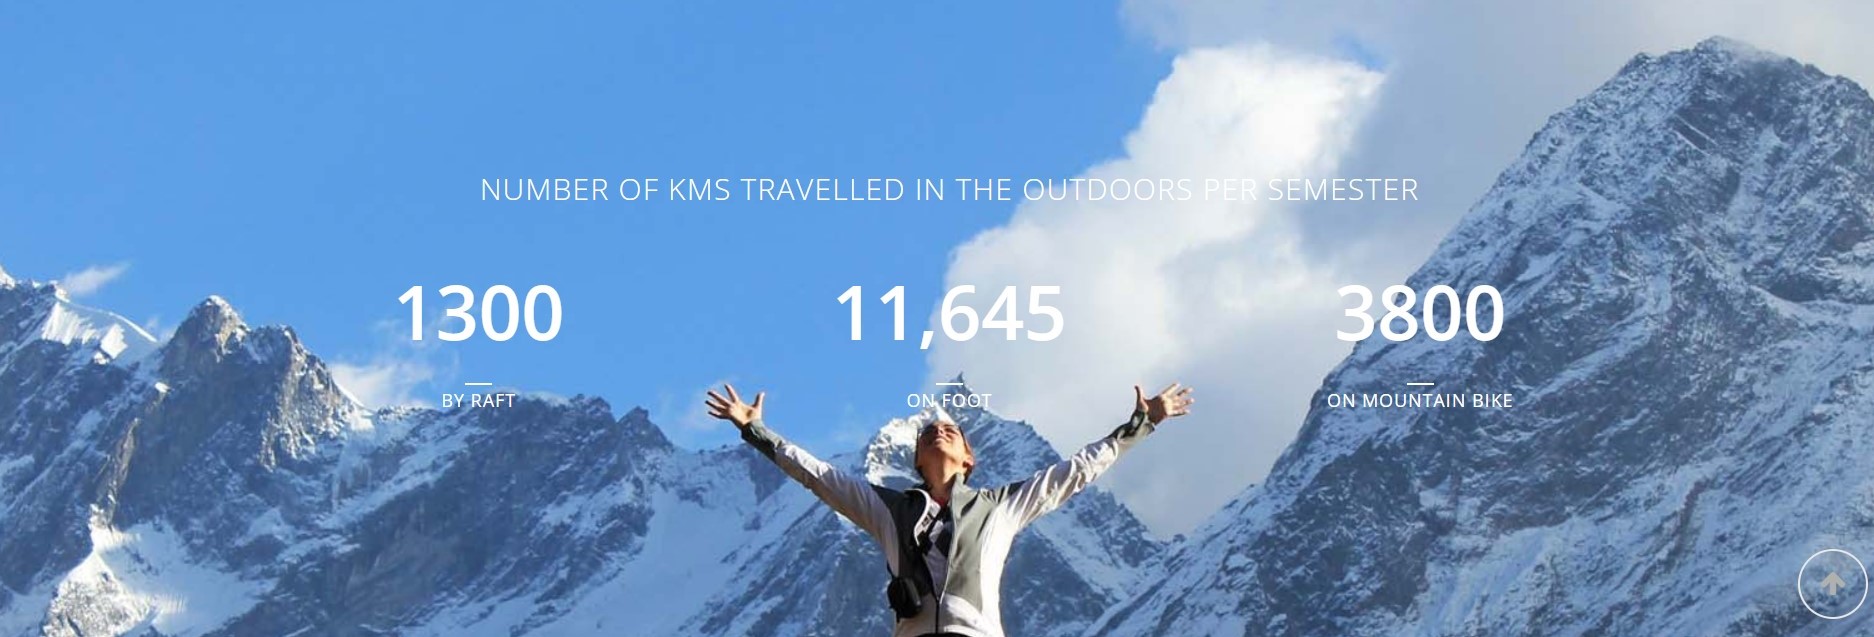 NUMBER OF KMS TRAVELLED IN THE OUTDOORS PER SEMESTER
1300
11,645
3800
BY RAFT
ON FOOT
ON MOUNTAIN BIKE